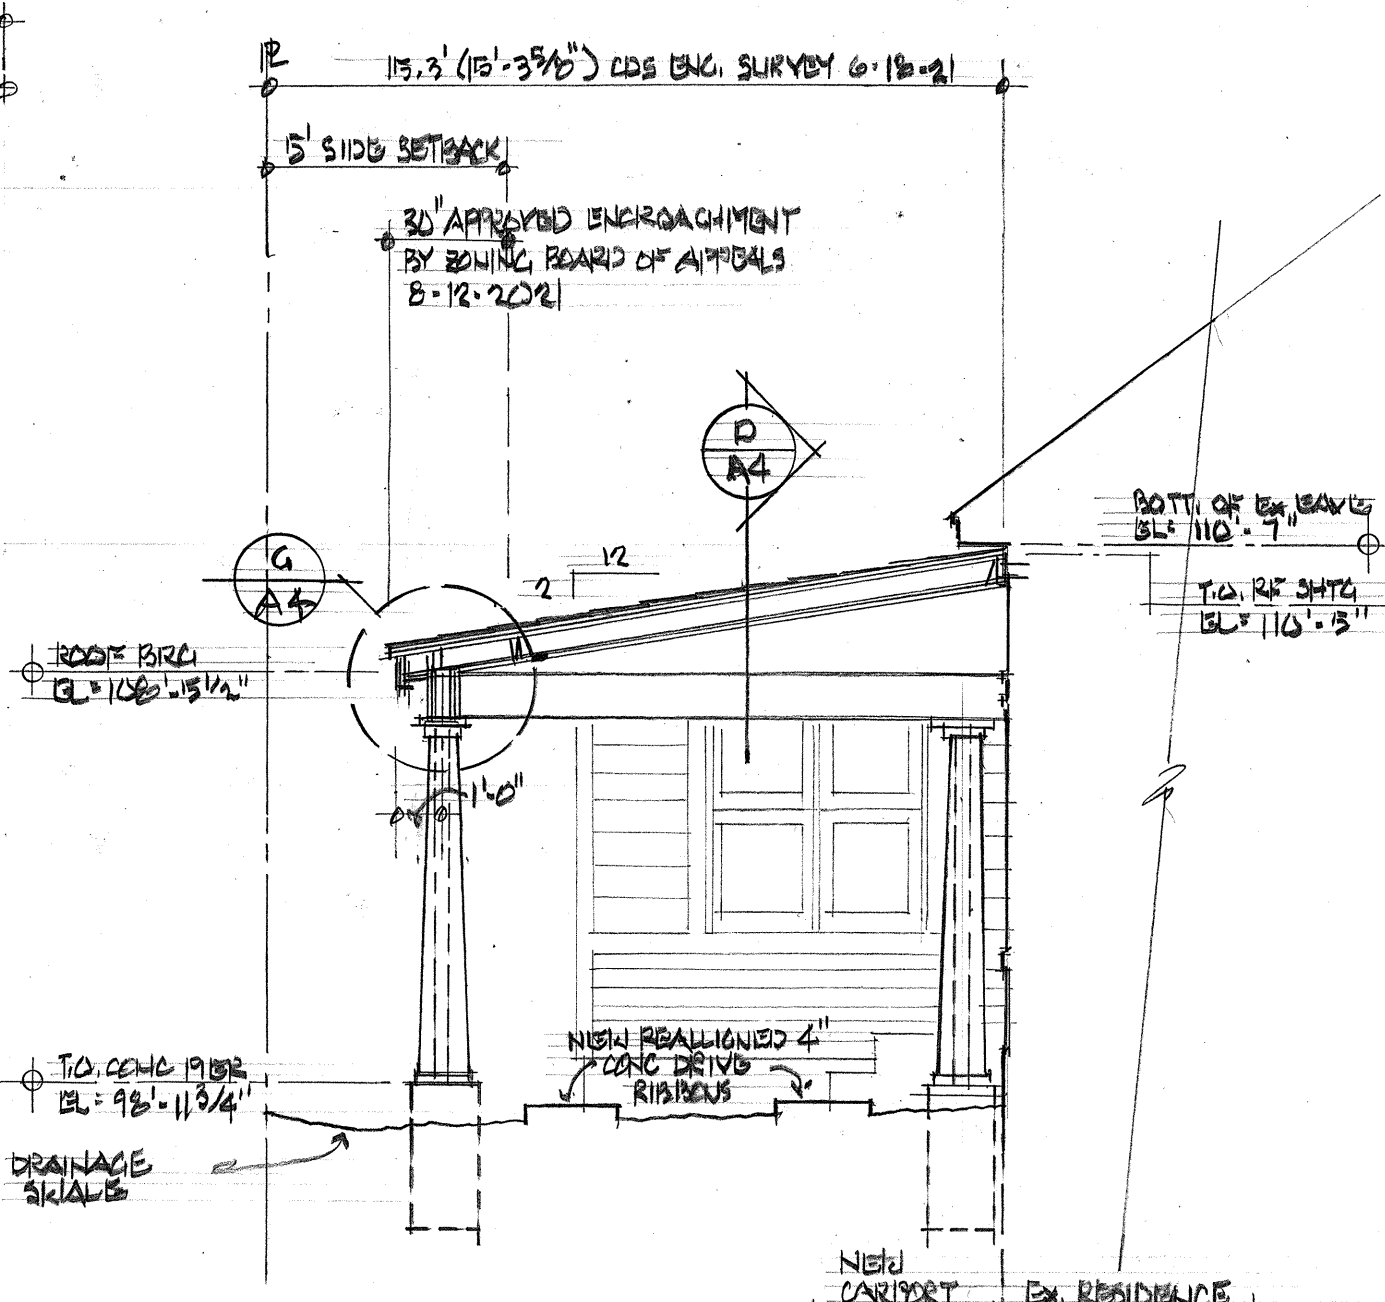 PL
15.3' (15'-3 5/8") CDS ENG. SURVEY 6-18-21
5' SIDE SETBACK
30" APPROVED ENCROACHMENT
BY ZONING BOARD OF APPEALS
8-12-2021
D
A4
BOTT. OF EX. EAVE
EL= 110'-7"
G
A4
12
2
T.O. RF SHTG
EL= 110'-5"
ROOF BRG
EL= 108'-5 1/2"
1'-0"
NEW REALLIGNED 4"
CONC DRIVE
RIBBONS
T.O. CONC PIER
EL= 98'-11 3/4"
DRAINAGE
SWALE
NEW
CARPORT
EX. RESIDENCE